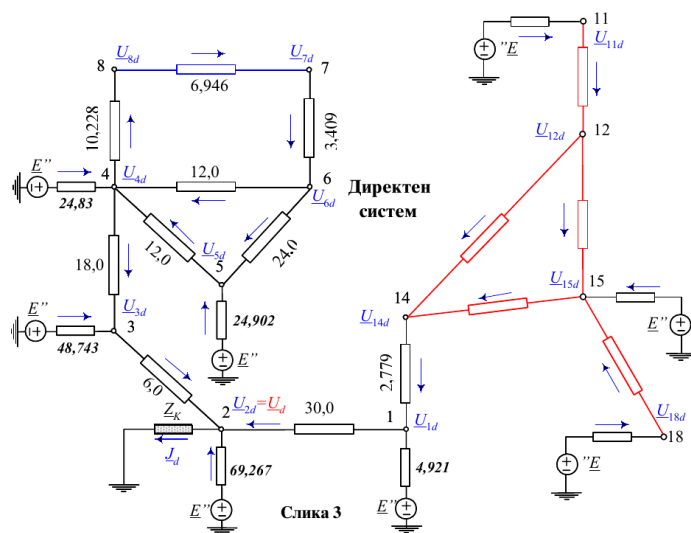 11
"E
U11d
8
U8d
U7d
7
6,946
10,228
3,409
U12d
12
E"
4
U4d
12,0
6
U6d
Директен
систем
24,83
12,0
U5d
5
24.0
18,0
U15d
15
E"
U3d
3
48,743
24,902
E"
14
U14d
E"
6,0
2,779
ZK
2
U2d=Ud
30,0
1
U1d
U18d
18
Jd
69,267
4,921
"E
E"
Слика 3
E"